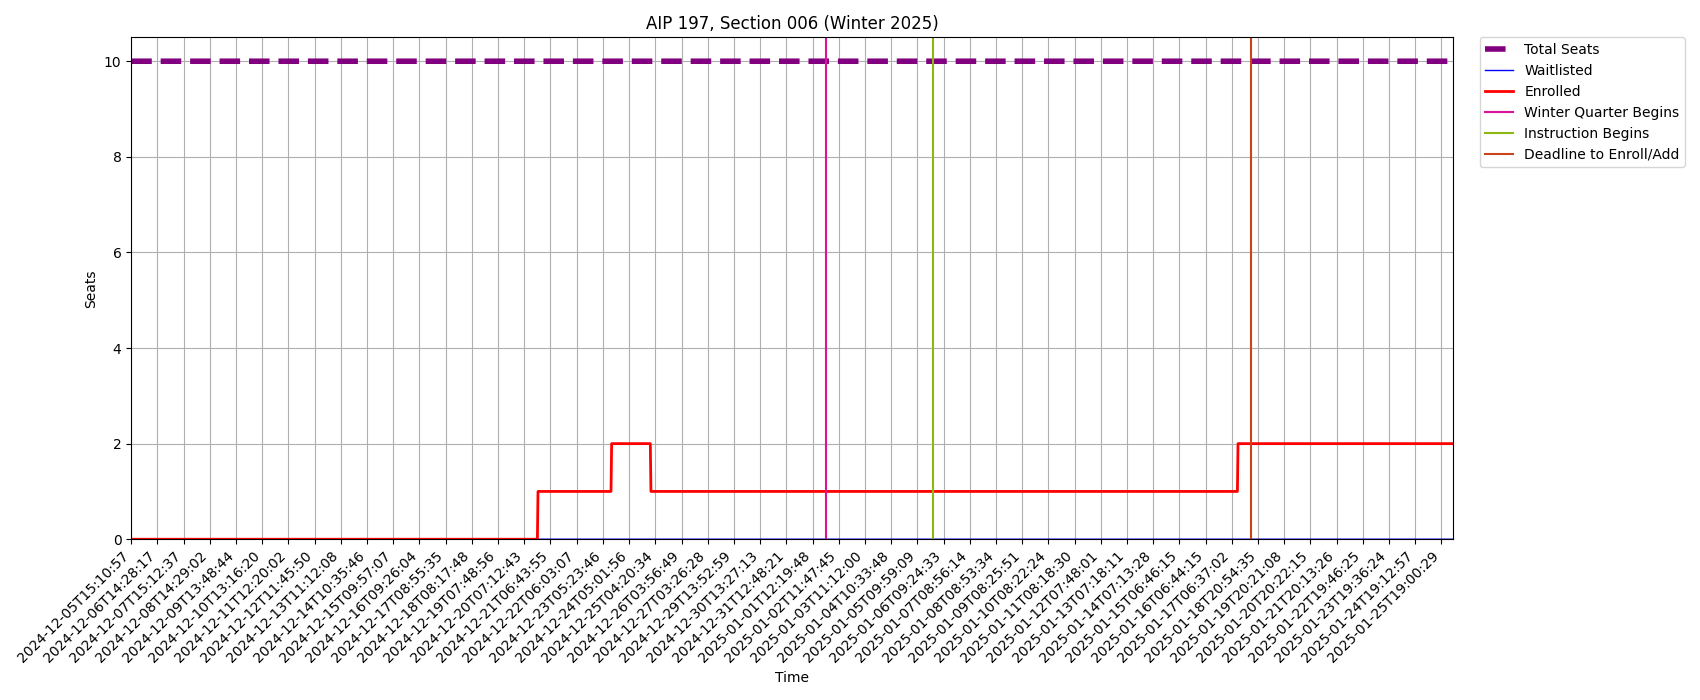 AIP 197, Section 006 (Winter 2025)
Total Seats
Waitlisted
Enrolled
Winter Quarter Begins
Instruction Begins
Deadline to Enroll/Add
Seats
10
8
6
4
2
0
2024-12-05T15:10:57
2024-12-06T14:28:17
2024-12-07T15:12:37
2024-12-08T14:29:02
2024-12-09T13:48:44
2024-12-10T13:16:20
2024-12-11T12:20:02
2024-12-12T11:45:50
2024-12-13T11:12:08
2024-12-14T10:35:46
2024-12-15T09:57:07
2024-12-16T09:26:04
2024-12-17T08:55:35
2024-12-18T08:17:48
2024-12-19T07:48:56
2024-12-20T07:12:43
2024-12-21T06:43:55
2024-12-22T06:03:07
2024-12-23T05:23:46
2024-12-24T05:01:56
2024-12-25T04:20:34
2024-12-26T03:56:49
2024-12-27T03:26:28
2024-12-29T13:52:59
2024-12-30T13:27:13
2024-12-31T12:48:21
2025-01-01T12:19:48
2025-01-02T11:47:45
2025-01-03T11:12:00
2025-01-04T10:33:48
2025-01-05T09:59:09
2025-01-06T09:24:33
2025-01-07T08:56:14
2025-01-08T08:53:34
2025-01-09T08:25:51
2025-01-10T08:22:24
2025-01-11T08:18:30
2025-01-12T07:48:01
2025-01-13T07:18:11
2025-01-14T07:13:28
2025-01-15T06:46:15
2025-01-16T06:44:15
2025-01-17T06:37:02
2025-01-18T20:54:35
2025-01-19T20:21:08
2025-01-20T20:22:15
2025-01-21T20:13:26
2025-01-22T19:46:25
2025-01-23T19:36:24
2025-01-24T19:12:57
2025-01-25T19:00:29
Time